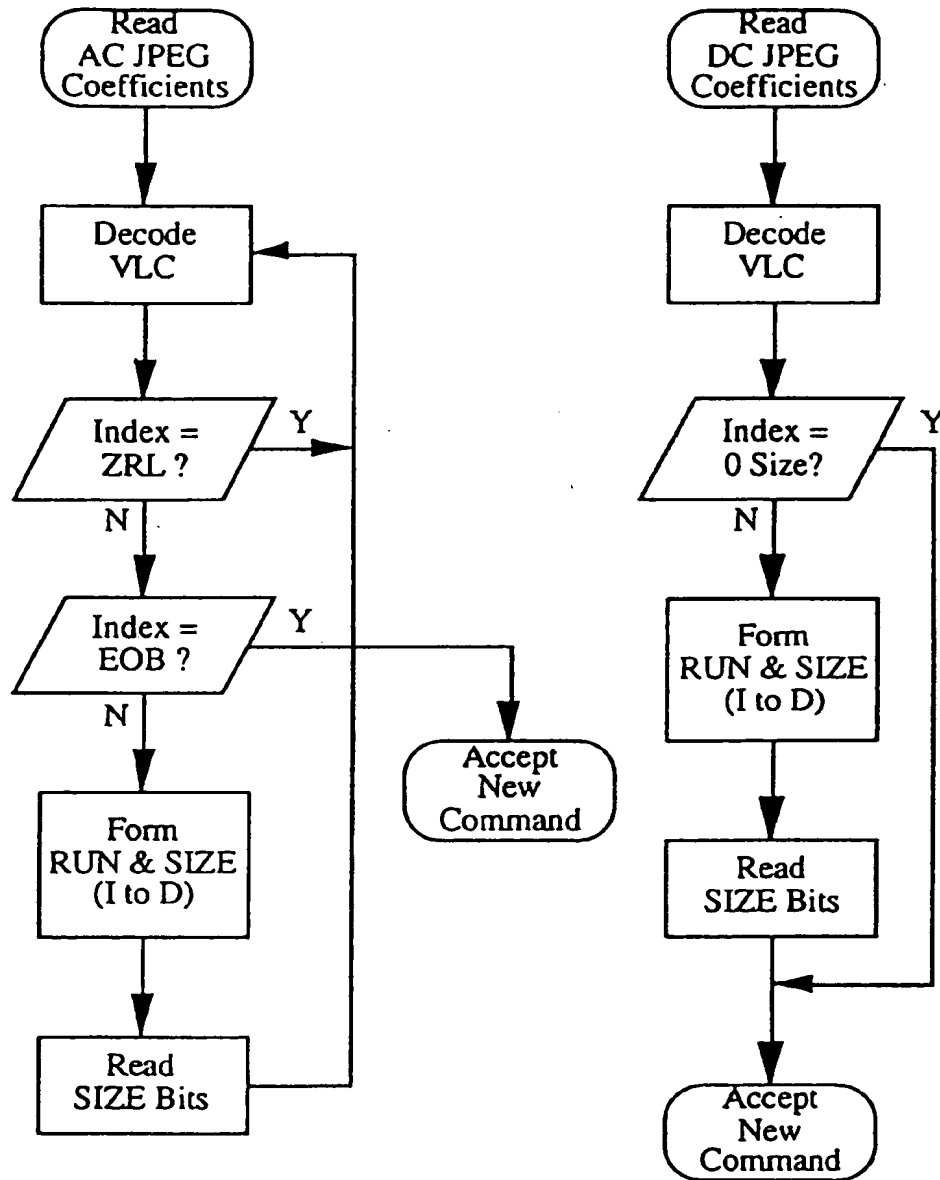 Read
AC JPEG
Coefficients
Decode
VLC
Index =
ZRL ?
Y
N
Index =
EOB ?
Y
N
Accept
New
Command
Form
RUN & SIZE
(I to D)
Read
SIZE Bits
Read
DC JPEG
Coefficients
Decode
VLC
Index =
0 Size?
Y
N
Form
RUN & SIZE
(I to D)
Read
SIZE Bits
Accept
New
Command